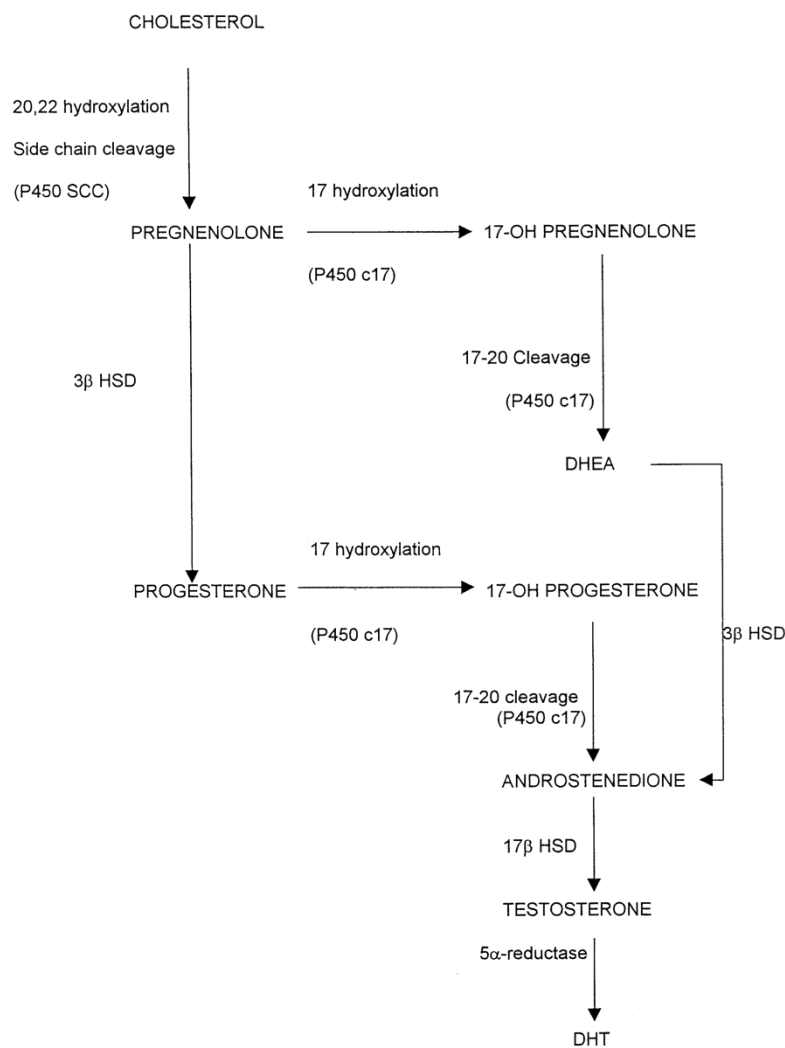 CHOLESTEROL
20,22 hydroxylation
Side chain cleavage
(P450 SCC)
17 hydroxylation
PREGNENOLONE
17-OH PREGNENOLONE
(P450 c17)
17-20 Cleavage
(P450 c17)
3β HSD
DHEA
17 hydroxylation
PROGESTERONE
17-OH PROGESTERONE
(P450 c17)
3β HSD
17-20 cleavage
(P450 c17)
ANDROSTENEDIONE
17β HSD
TESTOSTERONE
5α-reductase
DHT